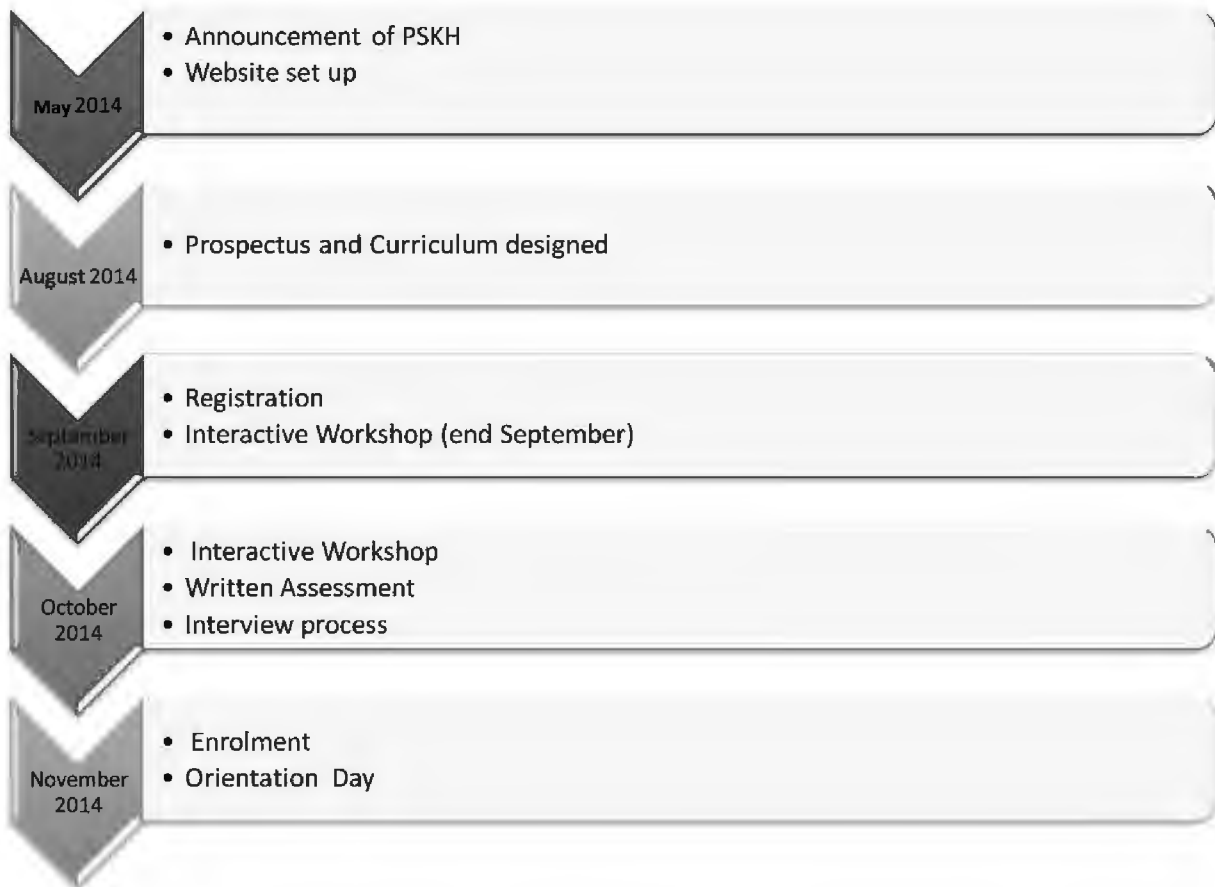 • Announcement of PSKH
• Website set up
May 2014
• Prospectus and Curriculum designed
August 2014
• Registration
• Interactive Workshop (end September)
September
2014
• Interactive Workshop
• Written Assessment
• Interview process
October
2014
• Enrolment
• Orientation Day
November
2014